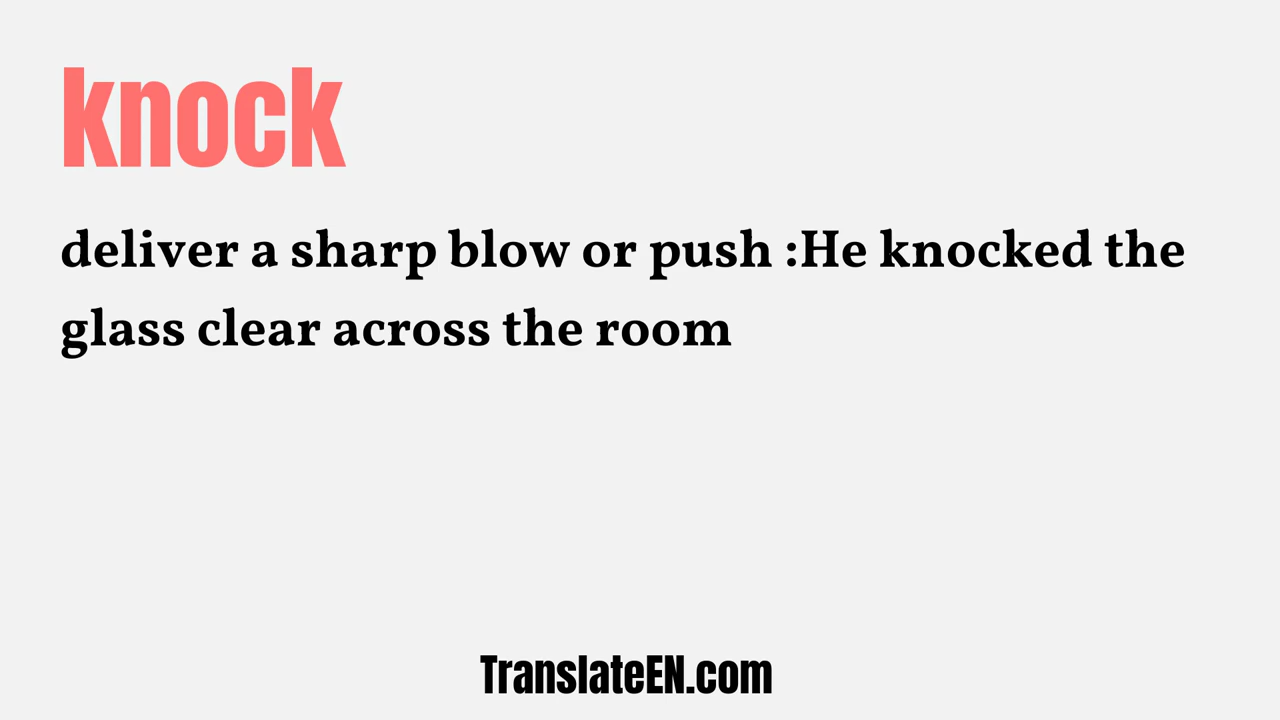 knock
deliver a sharp blow or push :He knocked the
glass clear across the room
TranslateEN.com